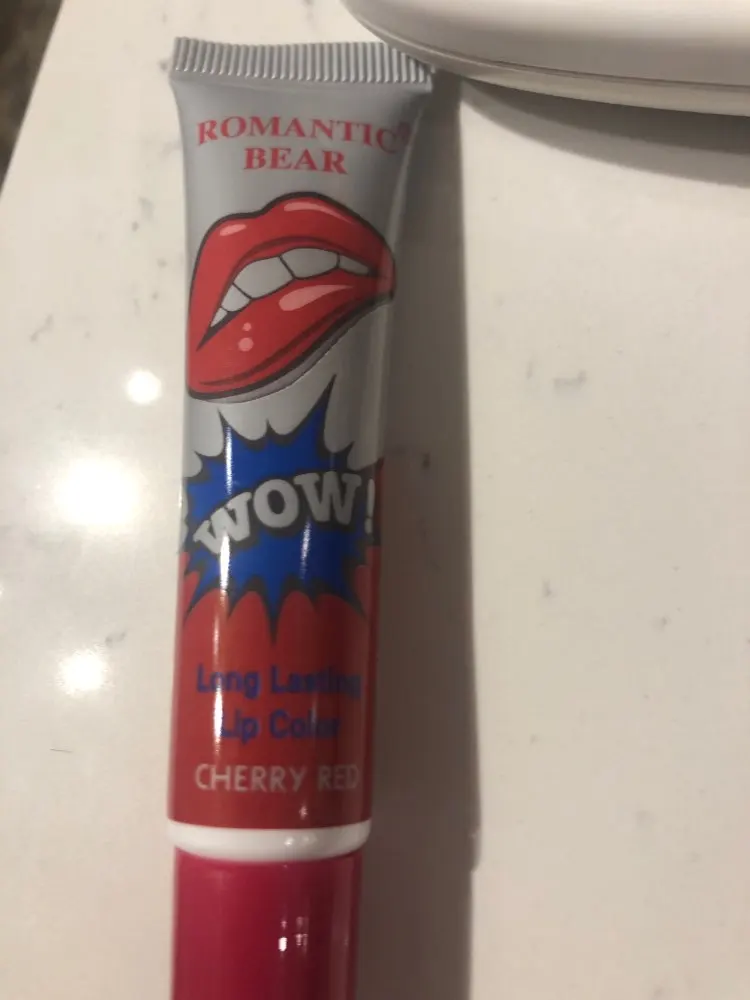 ROMANTIC®
BEAR
WOW!
Long Lasting
Lip Color
CHERRY RED